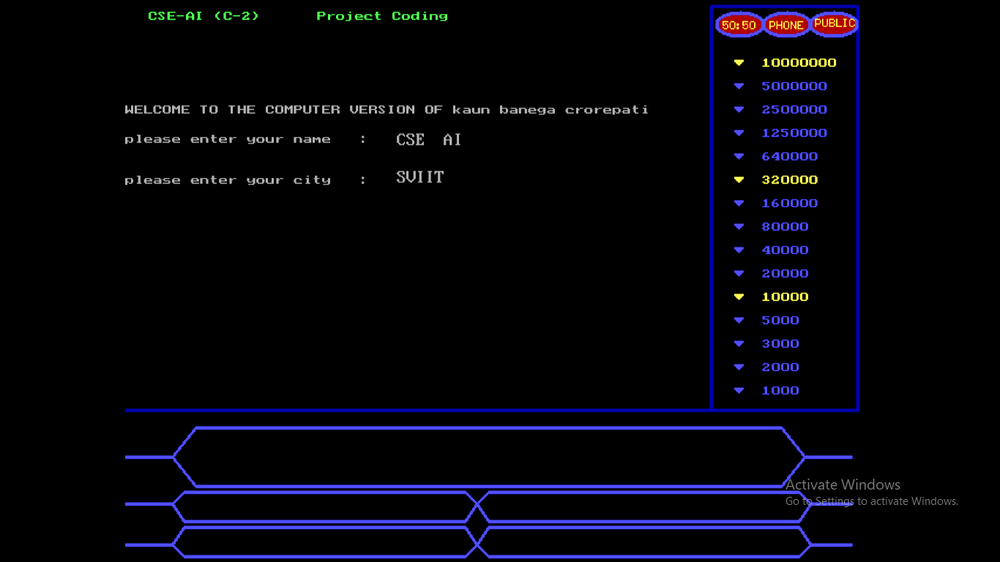 CSE-AI (C-2) Project Coding
50:50 PHONE PUBLIC
10000000
5000000
2500000
WELCOME TO THE COMPUTER VERSION OF kaun banega crorepati
1250000
please enter your name : CSE AI
640000
please enter your city : SVIIT
320000
160000
80000
40000
20000
10000
5000
3000
2000
1000
Activate Windows
Go to Settings to activate Windows.